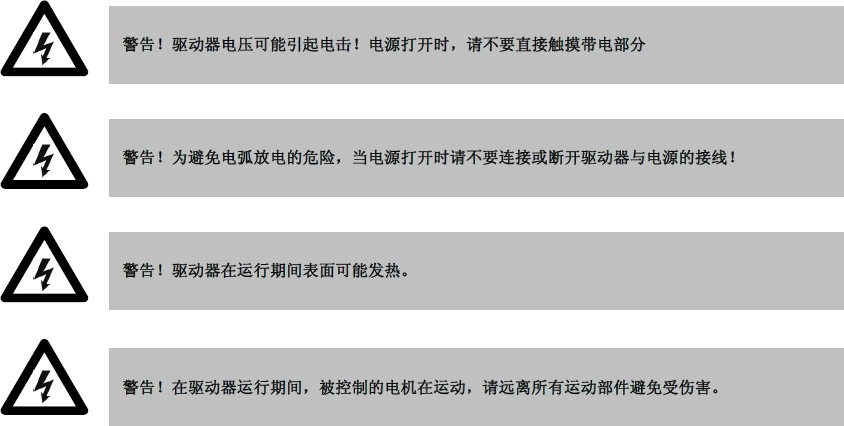 警告！驱动器电压可能引起电击！电源打开时，请不要直接触摸带电部分
警告！为避免电弧放电的危险，当电源打开时请不要连接或断开驱动器与电源的接线！
警告！驱动器在运行期间表面可能发热。
警告！在驱动器运行期间，被控制的电机在运动，请远离所有运动部件避免受伤害。